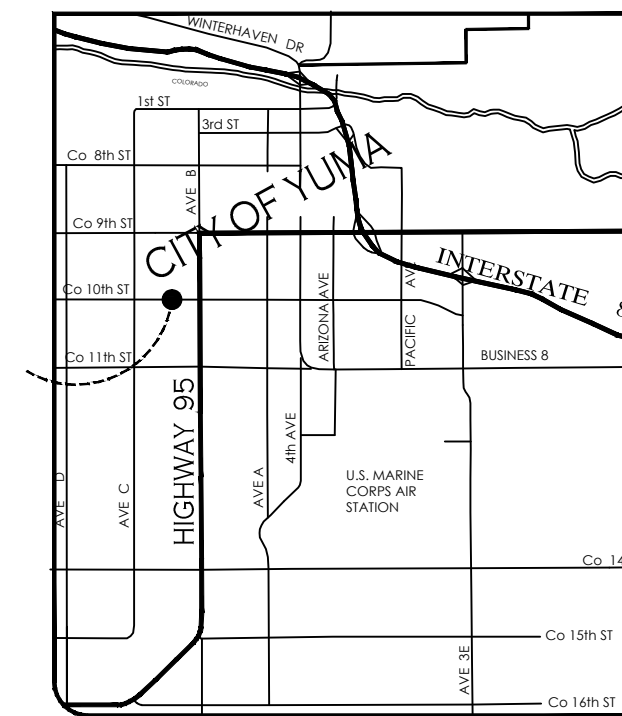 WINTERHAVEN DR
COLORADO
1st ST
3rd ST
Co 8th ST
AVE B
CITY OF YUMA
Co 9th ST
INTERSTATE 8
Co 10th ST
ARIZONA AVE
PACIFIC AVE
Co 11th ST
BUSINESS 8
HIGHWAY 95
4th AVE
AVE A
U.S. MARINE
CORPS AIR
STATION
AVE D
AVE C
Co 14
Co 15th ST
AVE 3E
Co 16th ST